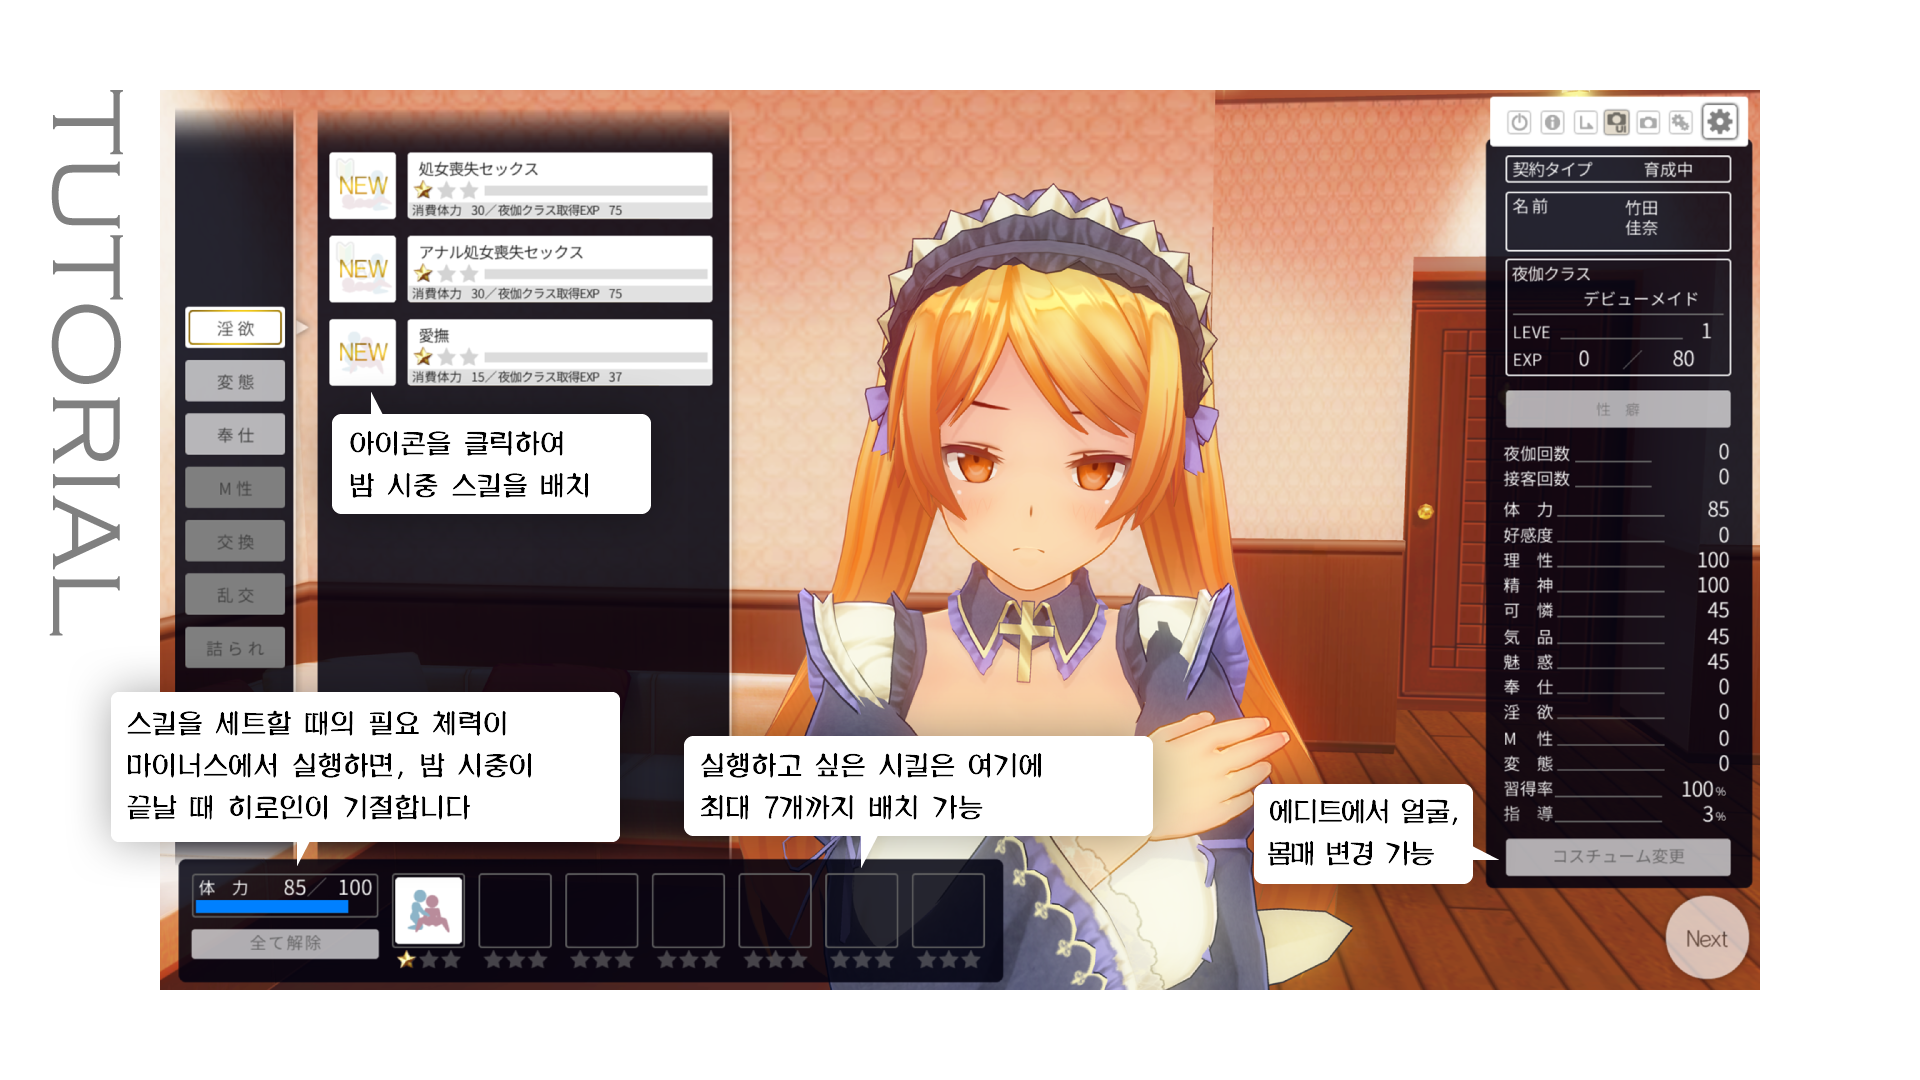 TUTORIAL
淫欲
変態
奉仕
M性
交換
乱交
詰られ
NEW
処女喪失セックス
消費体力 30／夜伽クラス取得EXP 75
NEW
アナル処女喪失セックス
消費体力 30／夜伽クラス取得EXP 75
NEW
愛撫
消費体力 15／夜伽クラス取得EXP 37
아이콘을 클릭하여
밤 시중 스킬을 배치
스킬을 세트할 때의 필요 체력이
마이너스에서 실행하면, 밤 시중이
끝날 때 히로인이 기절합니다
실행하고 싶은 시킬은 여기에
최대 7개까지 배치 가능
에디트에서 얼굴,
몸매 변경 가능
体力 85／100
全て解除
UI
契約タイプ 育成中
名前 竹田
佳奈
夜伽クラス
デビューメイド
LEVE 1
EXP 0／80
性癖
夜伽回数 0
接客回数 0
体力 85
好感度 0
理性 100
精神 100
可憐 45
気品 45
魅惑 45
奉仕 0
淫欲 0
M性 0
変態 0
習得率 100%
指導 3%
コスチューム変更
Next